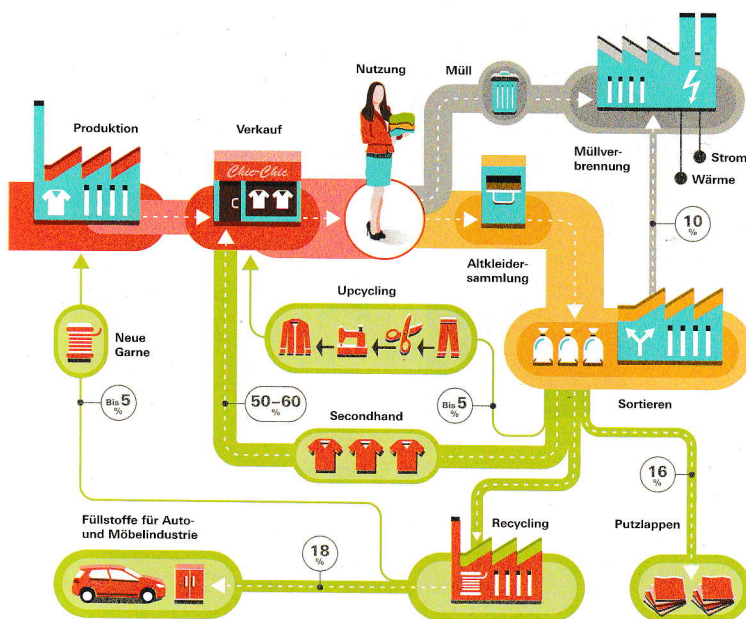 Nutzung
Müll
Produktion
Verkauf
Chic-Chic
Müllver-
brennung
Strom
Wärme
10
%
Altkleider-
sammlung
Upcycling
Neue
Garne
Bis 5
%
50–60
%
Bis 5
%
Sortieren
Secondhand
16
%
Füllstoffe für Auto-
und Möbelindustrie
18
%
Recycling
Putzlappen